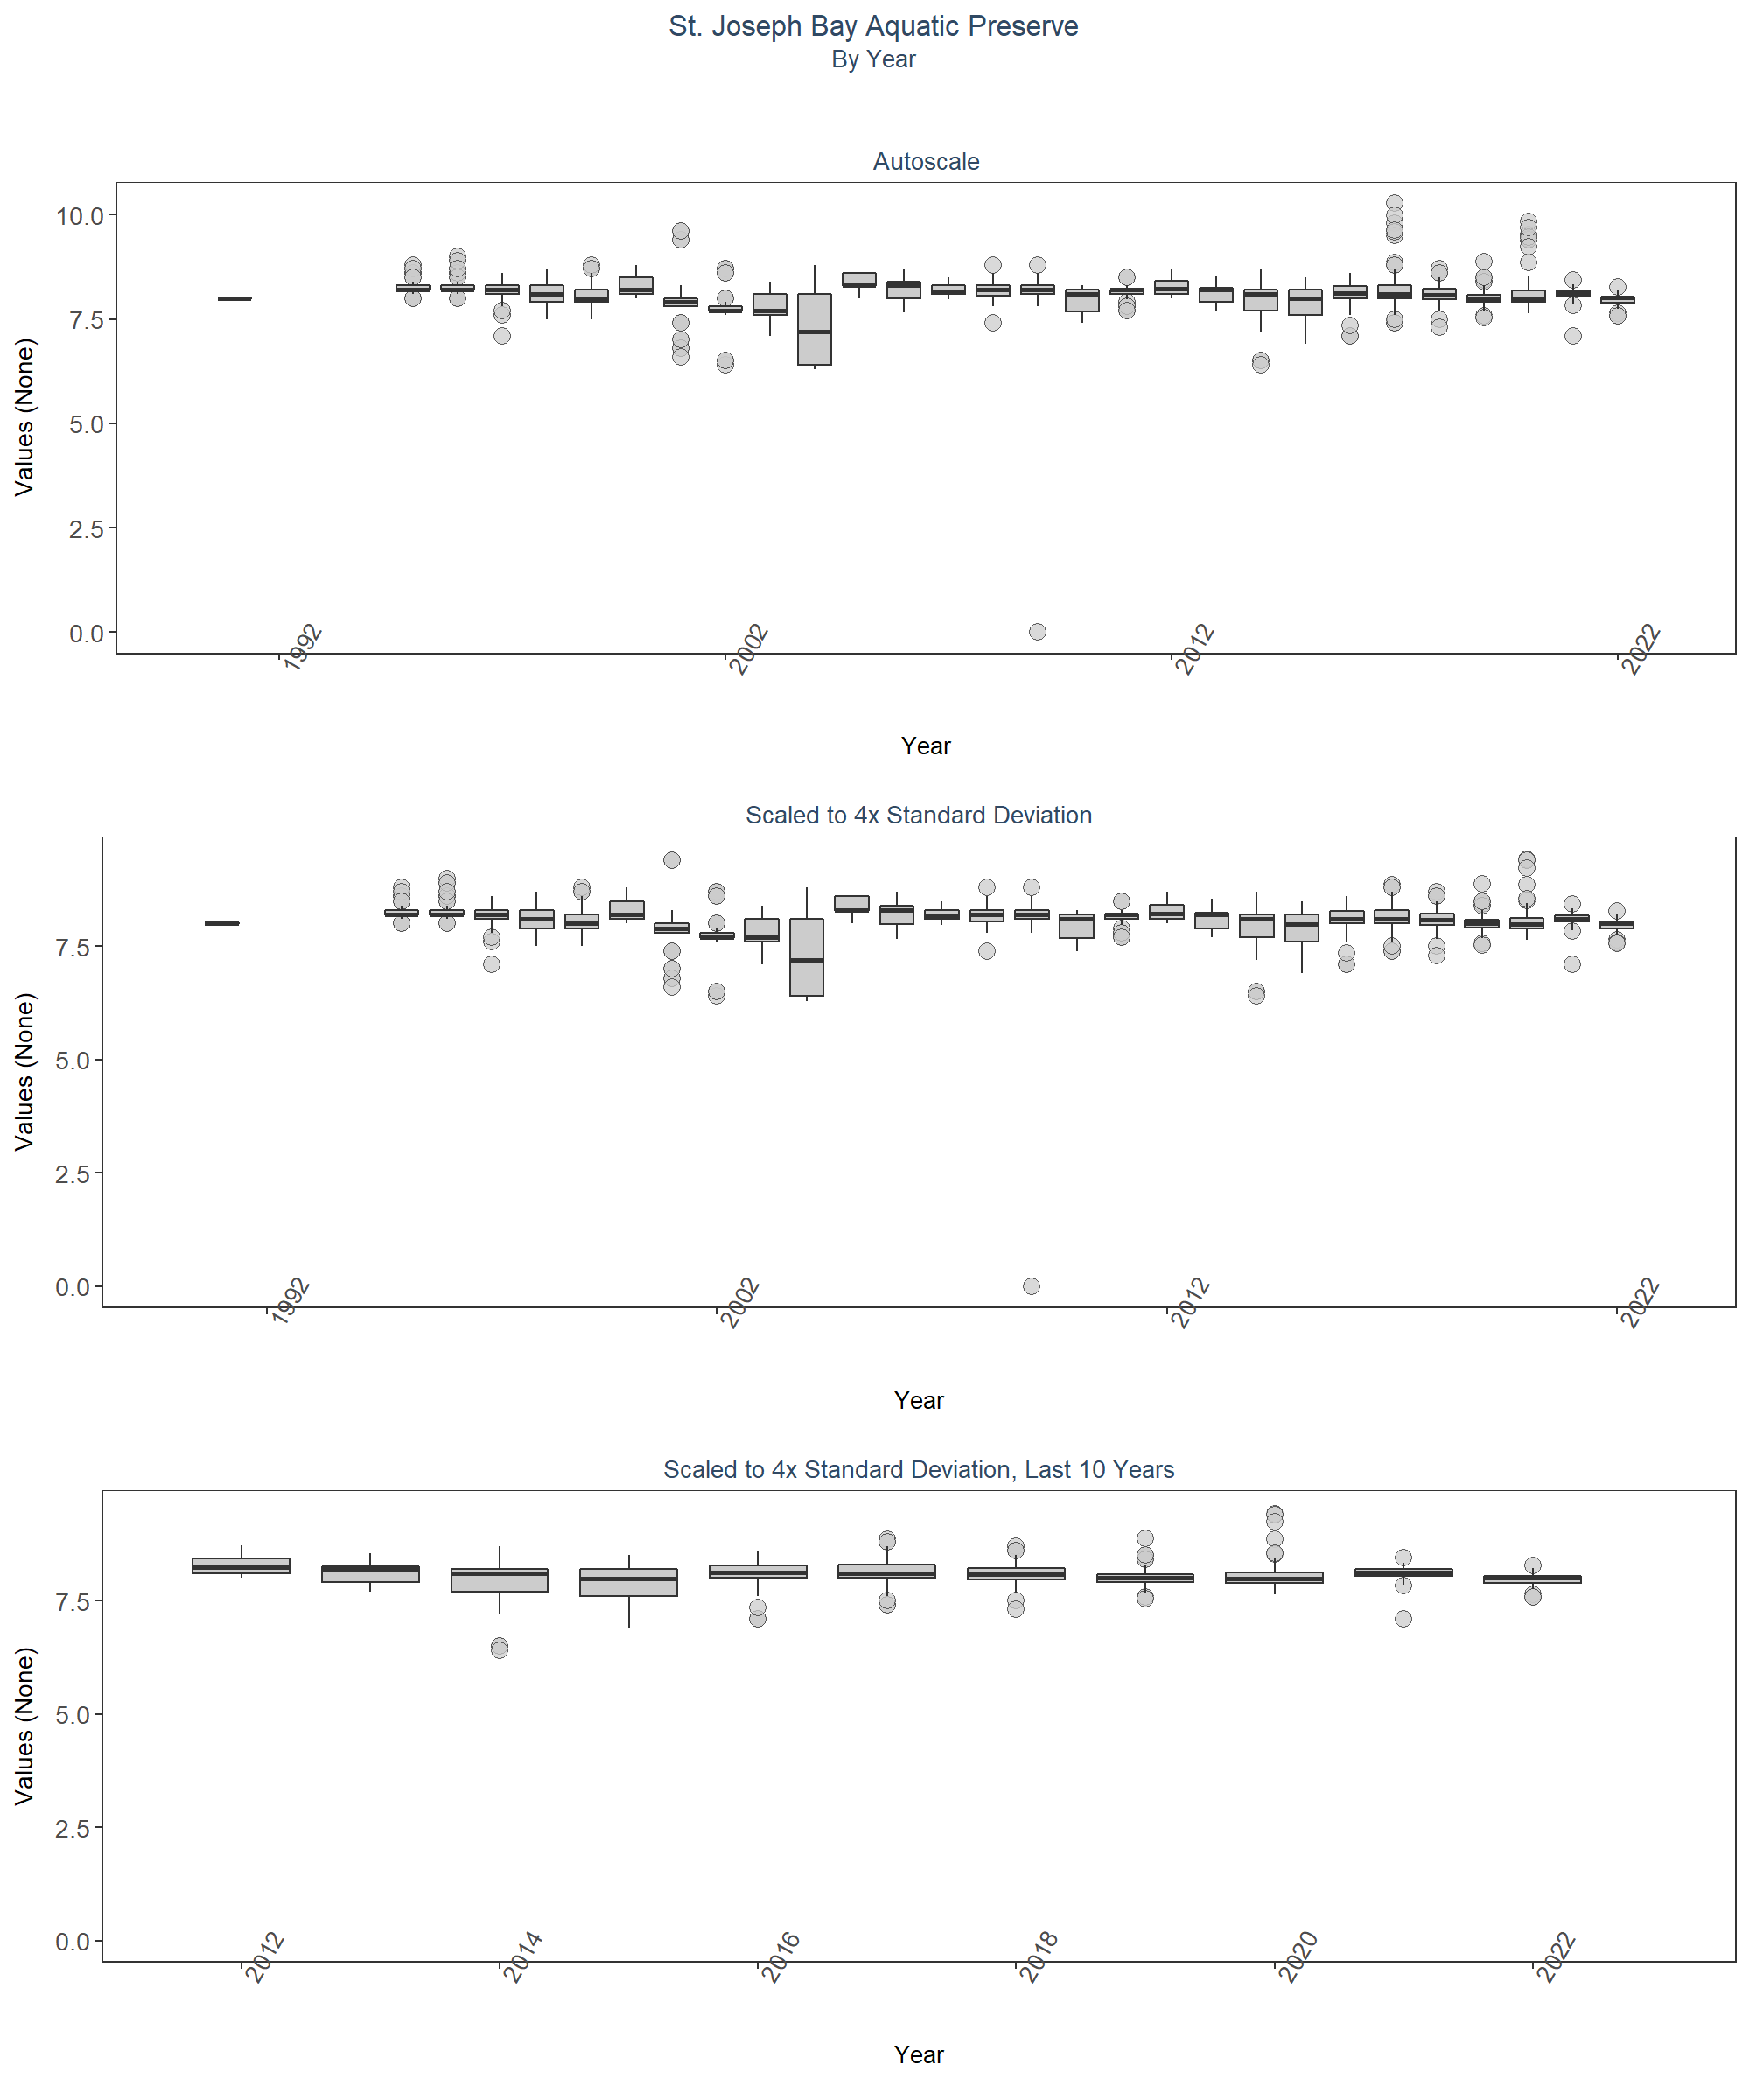 St. Joseph Bay Aquatic Preserve
By Year
Autoscale
10.0
7.5
5.0
2.5
0.0
Values (None)
1992
2002
2012
2022
Year
Scaled to 4x Standard Deviation
7.5
5.0
2.5
0.0
Values (None)
1992
2002
2012
2022
Year
Scaled to 4x Standard Deviation, Last 10 Years
7.5
5.0
2.5
0.0
Values (None)
2012
2014
2016
2018
2020
2022
Year